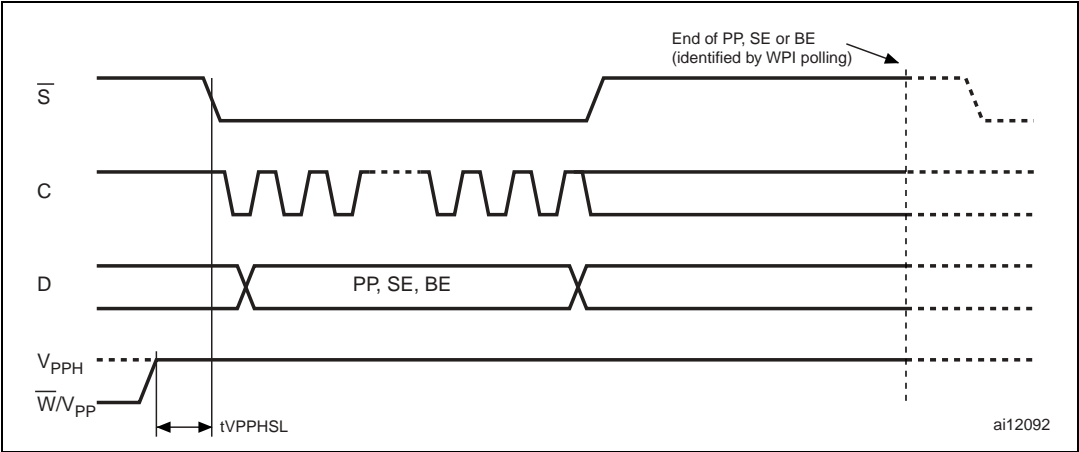 End of PP, SE or BE
(identified by WPI polling)
S̅
C
D
PP, SE, BE
VPPH
W̅/VPP
tVPPHSL
ai12092